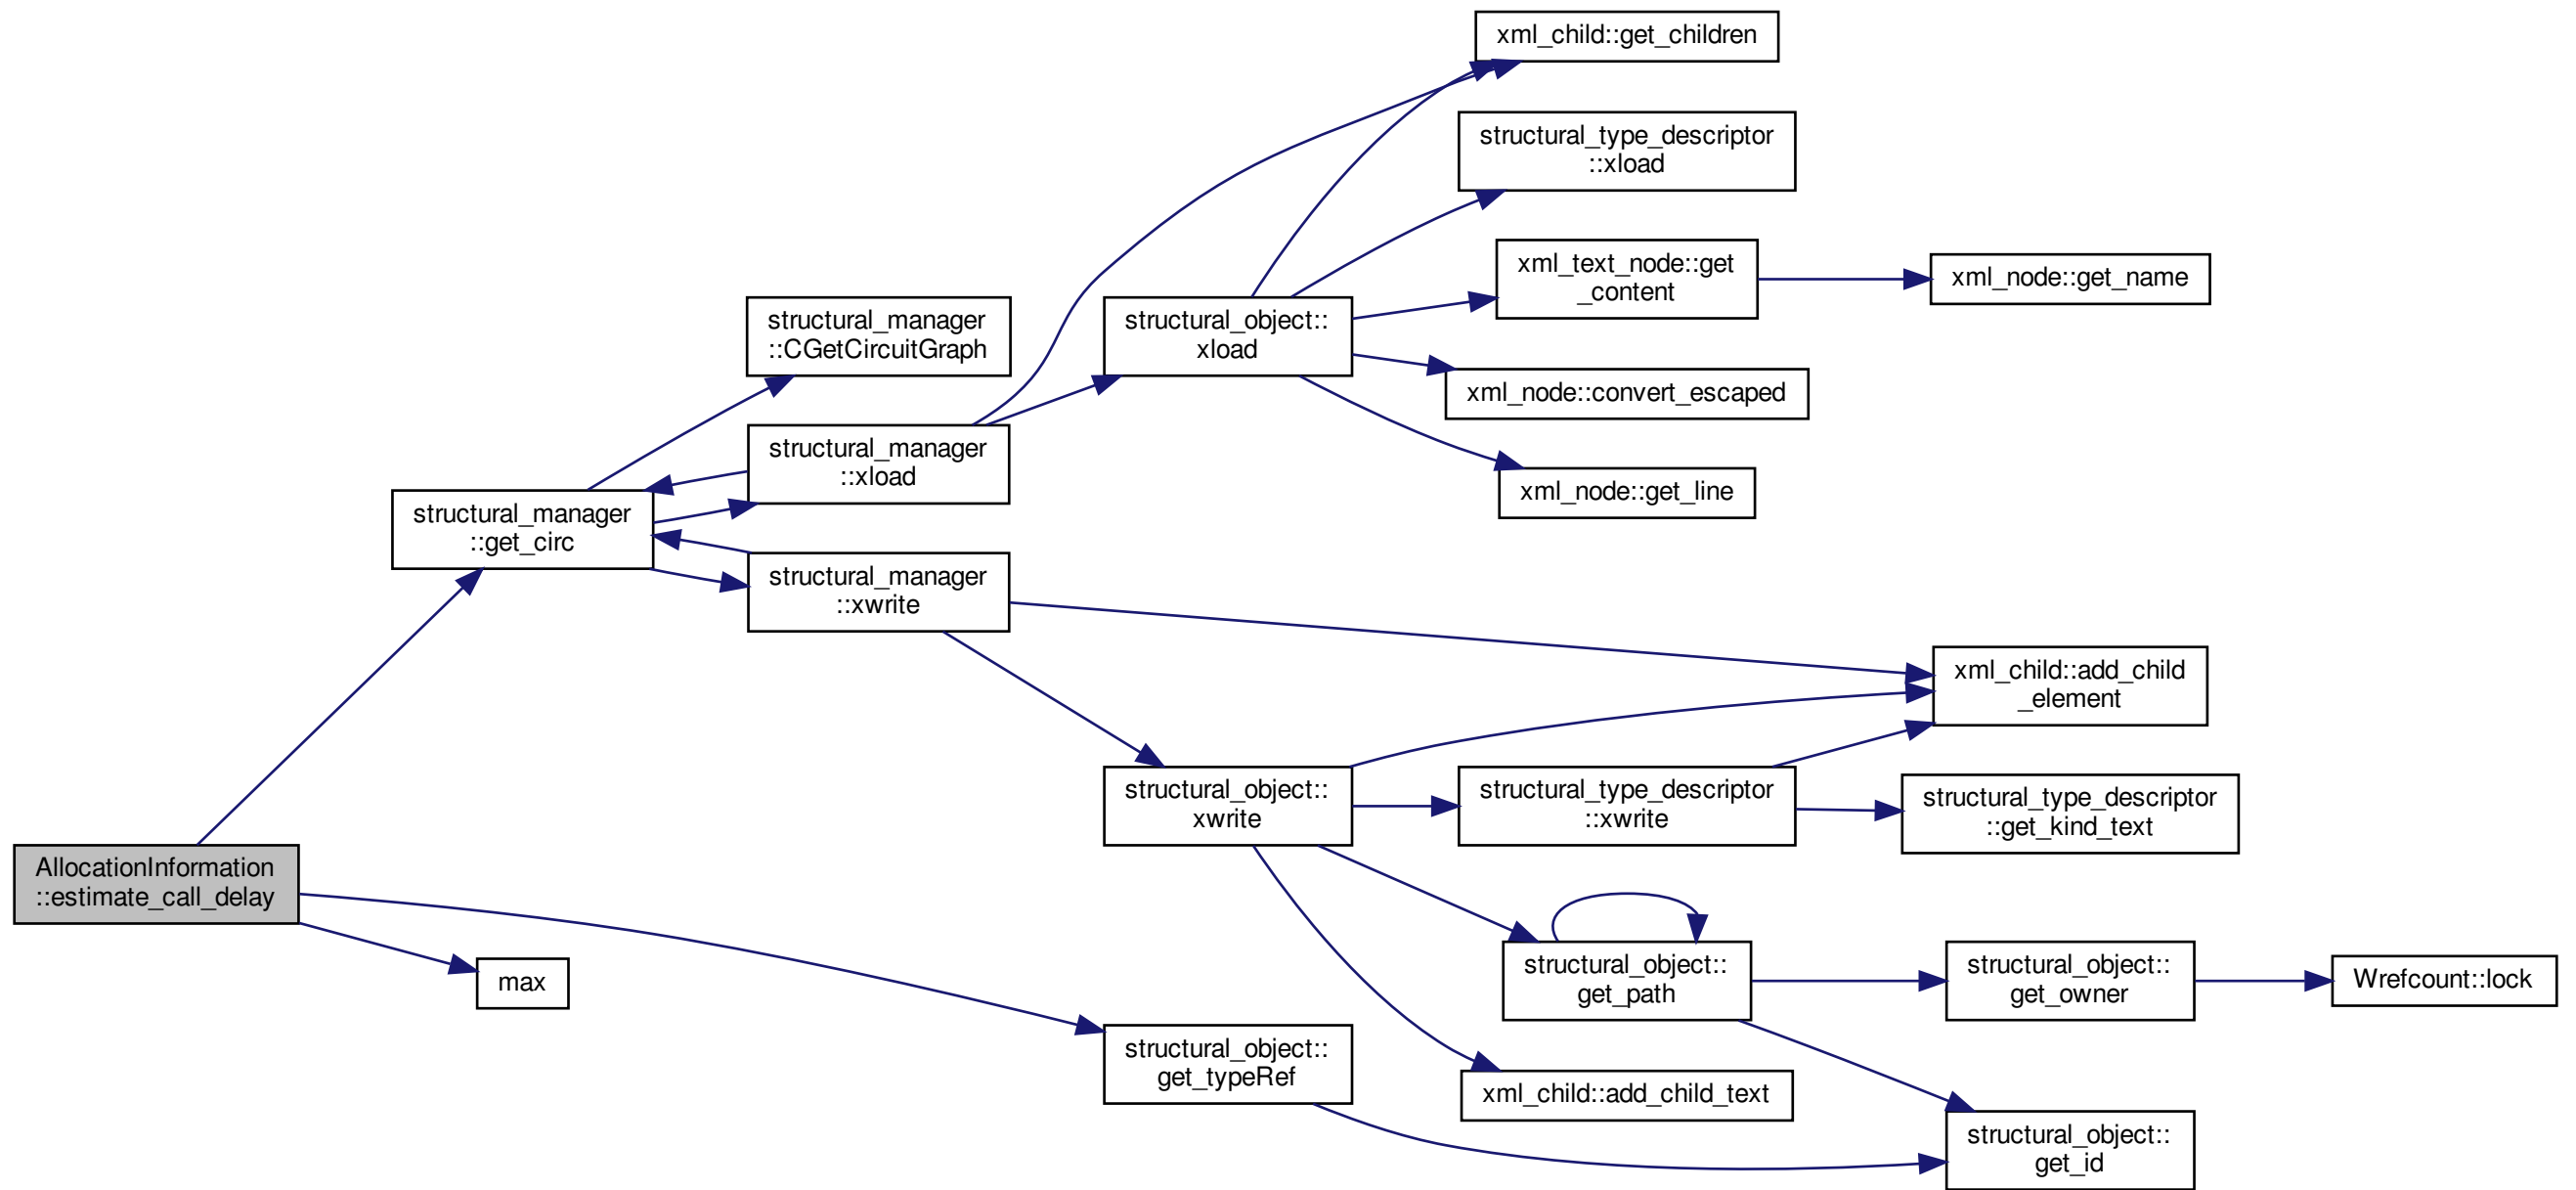 xml_child::get_children
structural_type_descriptor
::xload
xml_text_node::get
_content
xml_node::get_name
structural_manager
::CGetCircuitGraph
structural_object::
xload
xml_node::convert_escaped
structural_manager
::xload
xml_node::get_line
structural_manager
::get_circ
structural_manager
::xwrite
xml_child::add_child
_element
structural_object::
xwrite
structural_type_descriptor
::xwrite
structural_type_descriptor
::get_kind_text
AllocationInformation
::estimate_call_delay
max
structural_object::
get_path
structural_object::
get_owner
Wrefcount::lock
structural_object::
get_typeRef
xml_child::add_child_text
structural_object::
get_id